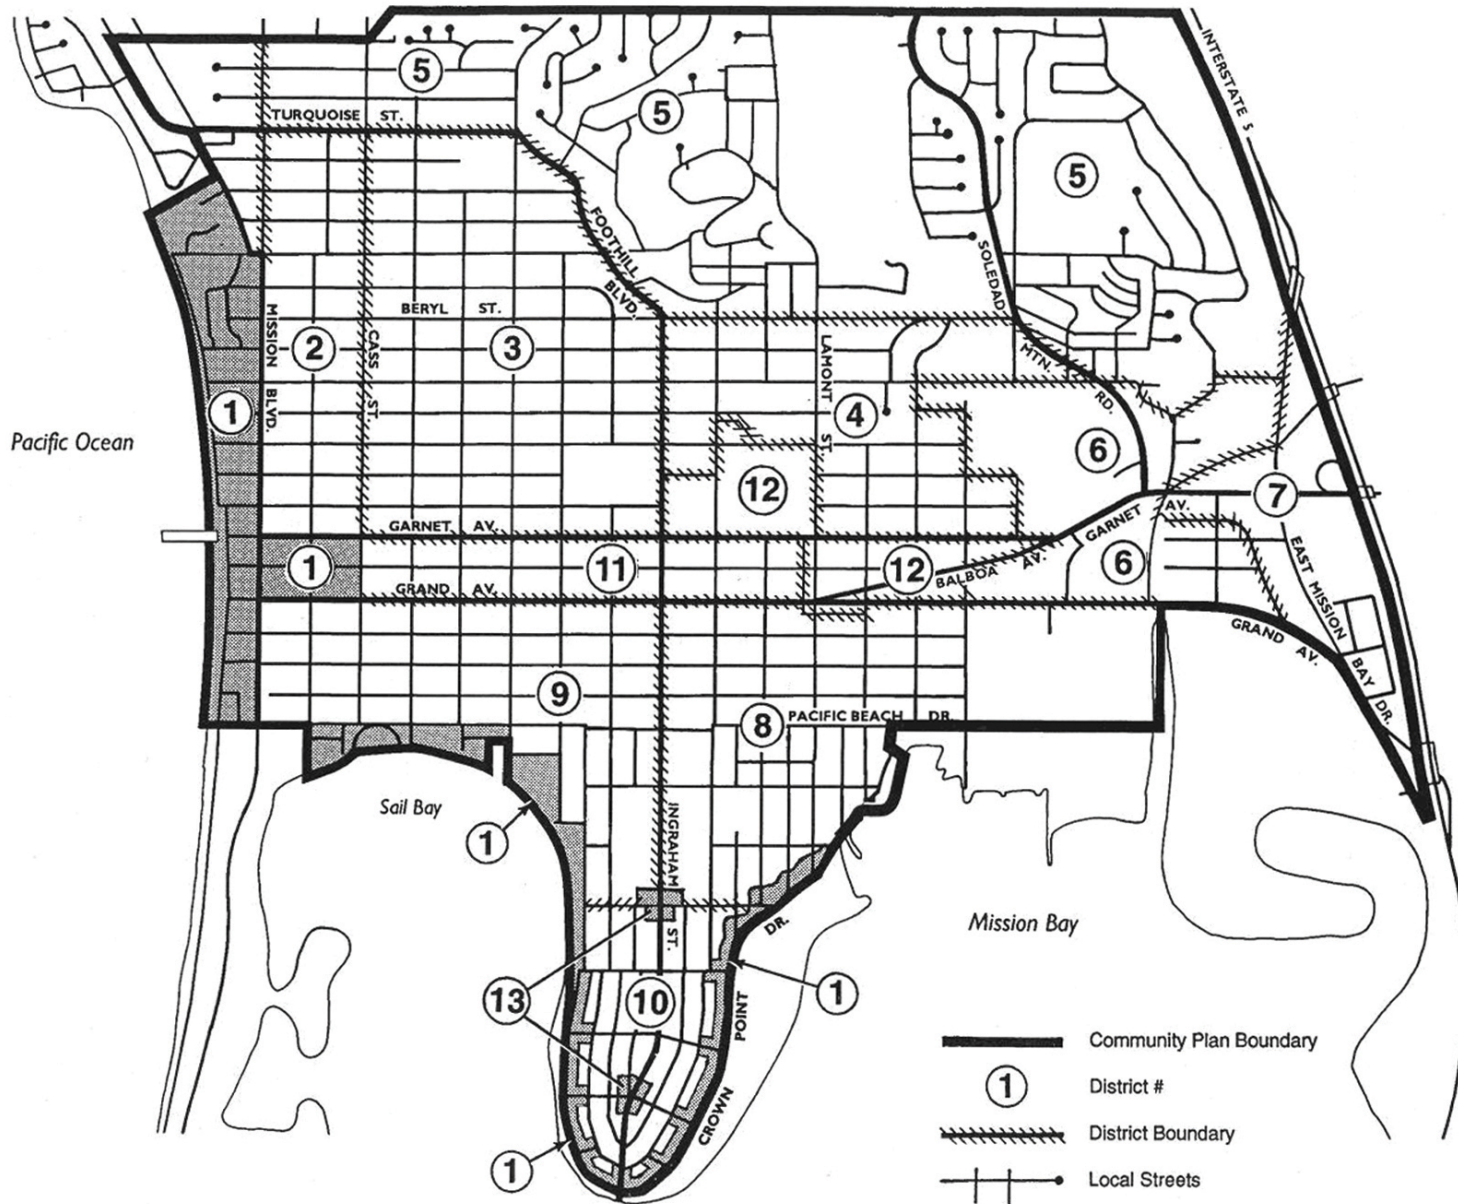 5
INTERSTATE 5
5
TURQUOISE ST.
5
FOOTHILL BLVD.
SOLEDAD MTN. RD.
BERYL ST.
MISSION BLVD.
2
CASS ST.
3
LAMONT ST
1
4
Pacific Ocean
6
12
7
GARNET AV.
GARNET AV.
1
11
12
BALBOA AV.
6
EAST MISSION BAY DR.
GRAND AV.
GRAND AV.
9
8
PACIFIC BEACH DR.
Sail Bay
INGRAHAM ST.
1
Mission Bay
13
10
1
CROWN POINT DR.
1
Community Plan Boundary
1
District #
District Boundary
Local Streets